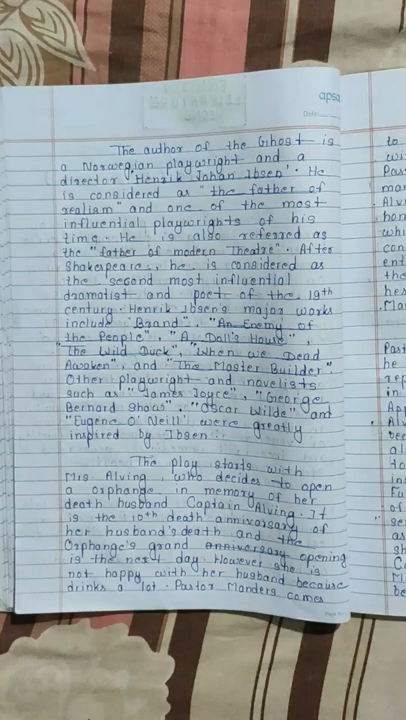 apsa
Date:
The author of the Ghost is
a Norwegian playwright and a
director 'Henrik Johan Ibsen'. He
is considered as "the father of
realism" and one of the most
influential playwrights of his
time. He is also referred as
the "father of modern Theatre". After
Shakespeare, he is considered as
the second most influential
dramatist and poet of the 19th
century. Henrik Ibsen's major works
include "Brand", "An Enemy of
the People", "A Doll's House",
"The Wild Duck", "When we Dead
Awaken", and "The Master Builder".
Other playwright and novelists
such as "James Joyce", "George
Bernard Show", "Oscar Wilde" and
"Eugene O' Neill" were greatly
inspired by Ibsen.
The play starts with
Mrs Alving, who decides to open
a orphange in memory of her
death husband Captain Alving. It
is the 10th death anniversary of
her husband's death and the
Orphange's grand anniversary opening
is the next day. However she is
not happy with her husband because
drinks a lot. Pastor Manders comes